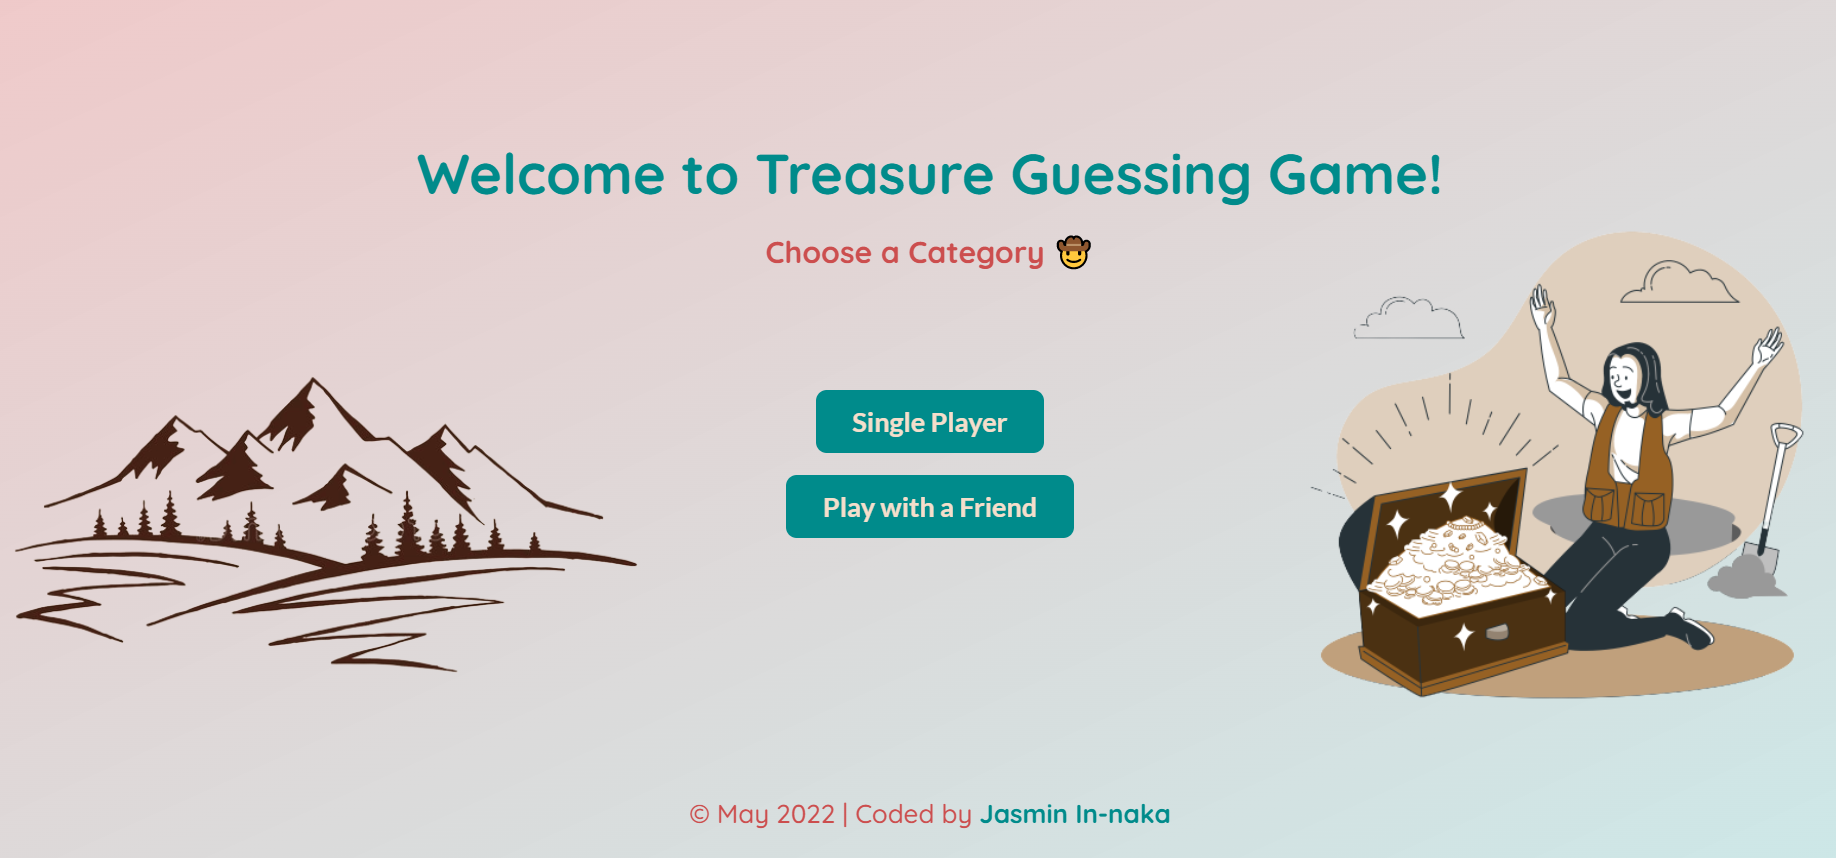 Welcome to Treasure Guessing Game!
Choose a Category 🤠
Single Player
Play with a Friend
© May 2022 | Coded by Jasmin In-naka